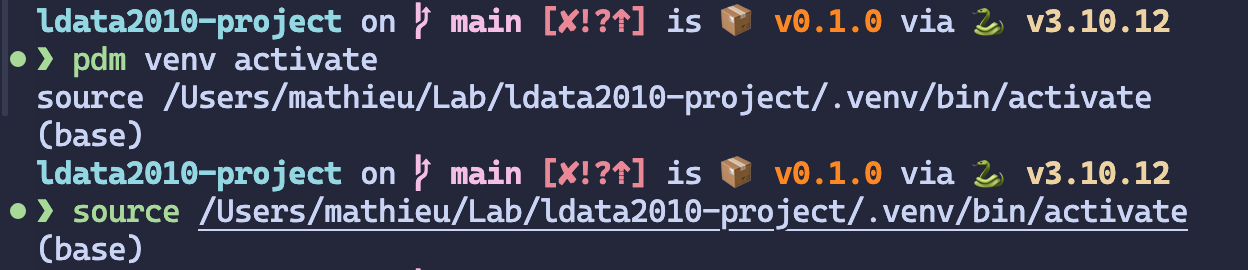 ldata2010-project on main [✘!?⇡] is 📦 v0.1.0 via 🐍 v3.10.12
❯ pdm venv activate
source /Users/mathieu/Lab/ldata2010-project/.venv/bin/activate
(base)
ldata2010-project on main [✘!?⇡] is 📦 v0.1.0 via 🐍 v3.10.12
❯ source /Users/mathieu/Lab/ldata2010-project/.venv/bin/activate
(base)